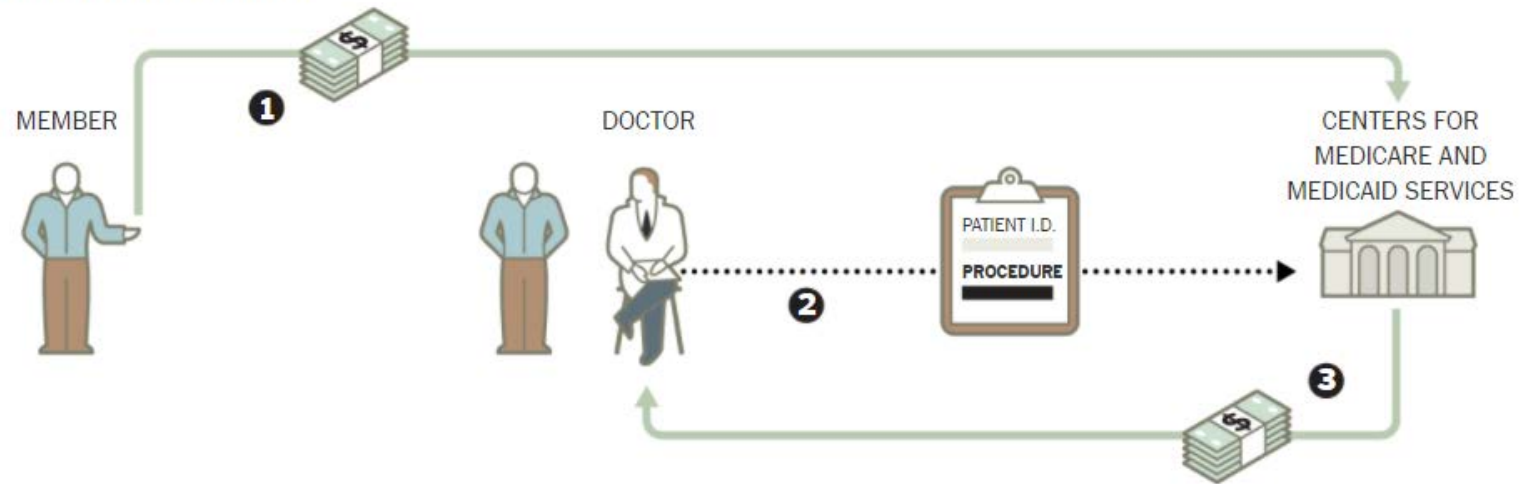 $
1
MEMBER
DOCTOR
CENTERS FOR
MEDICARE AND
MEDICAID SERVICES
PATIENT I.D.
PROCEDURE
2
3
$